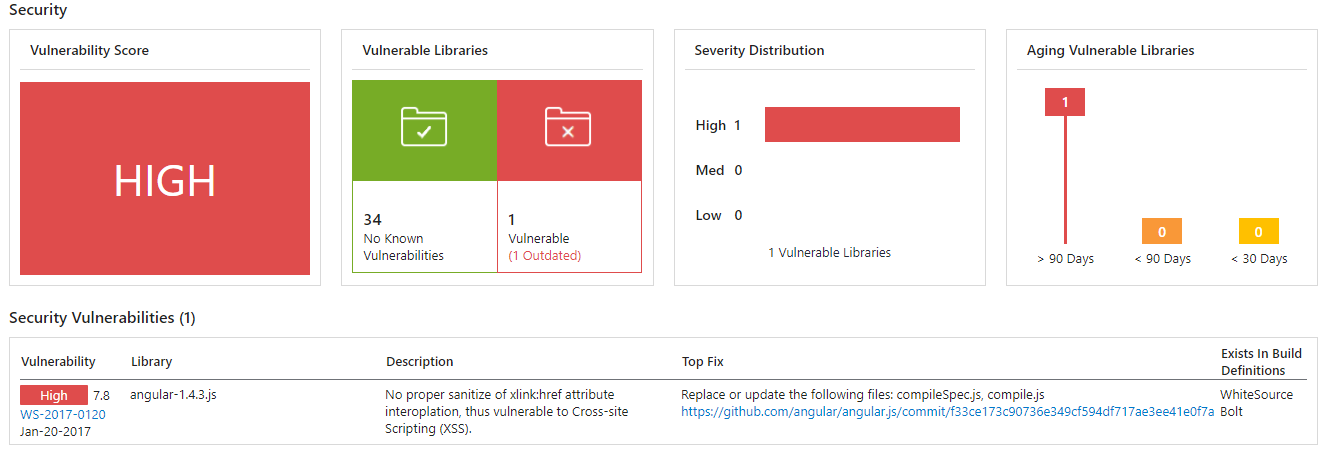 Security
Vulnerability Score
HIGH
Vulnerable Libraries
34
No Known
Vulnerabilities
1
Vulnerable
(1 Outdated)
Severity Distribution
High 1
Med 0
Low 0
1 Vulnerable Libraries
Aging Vulnerable Libraries
1
0
0
> 90 Days
< 90 Days
< 30 Days
Security Vulnerabilities (1)
Vulnerability
Library
Description
Top Fix
Exists In Build
Definitions
High 7.8
WS-2017-0120
Jan-20-2017
angular-1.4.3.js
No proper sanitize of xlink:href attribute
interoplation, thus vulnerable to Cross-site
Scripting (XSS).
Replace or update the following files: compileSpec.js, compile.js
https://github.com/angular/angular.js/commit/f33ce173c90736e349cf594df717ae3ee41e0f7a
WhiteSource
Bolt